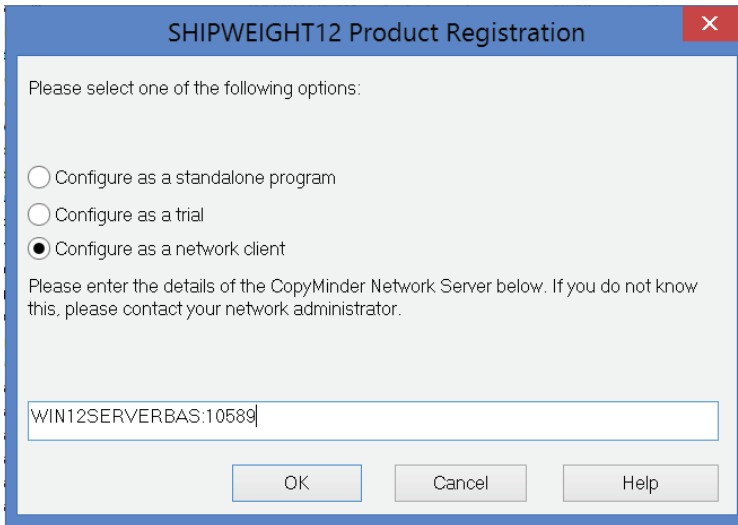 SHIPWEIGHT12 Product Registration
Please select one of the following options:
Configure as a standalone program
Configure as a trial
Configure as a network client
Please enter the details of the CopyMinder Network Server below. If you do not know
this, please contact your network administrator.
WIN12SERVERBAS:10589
OK Cancel Help